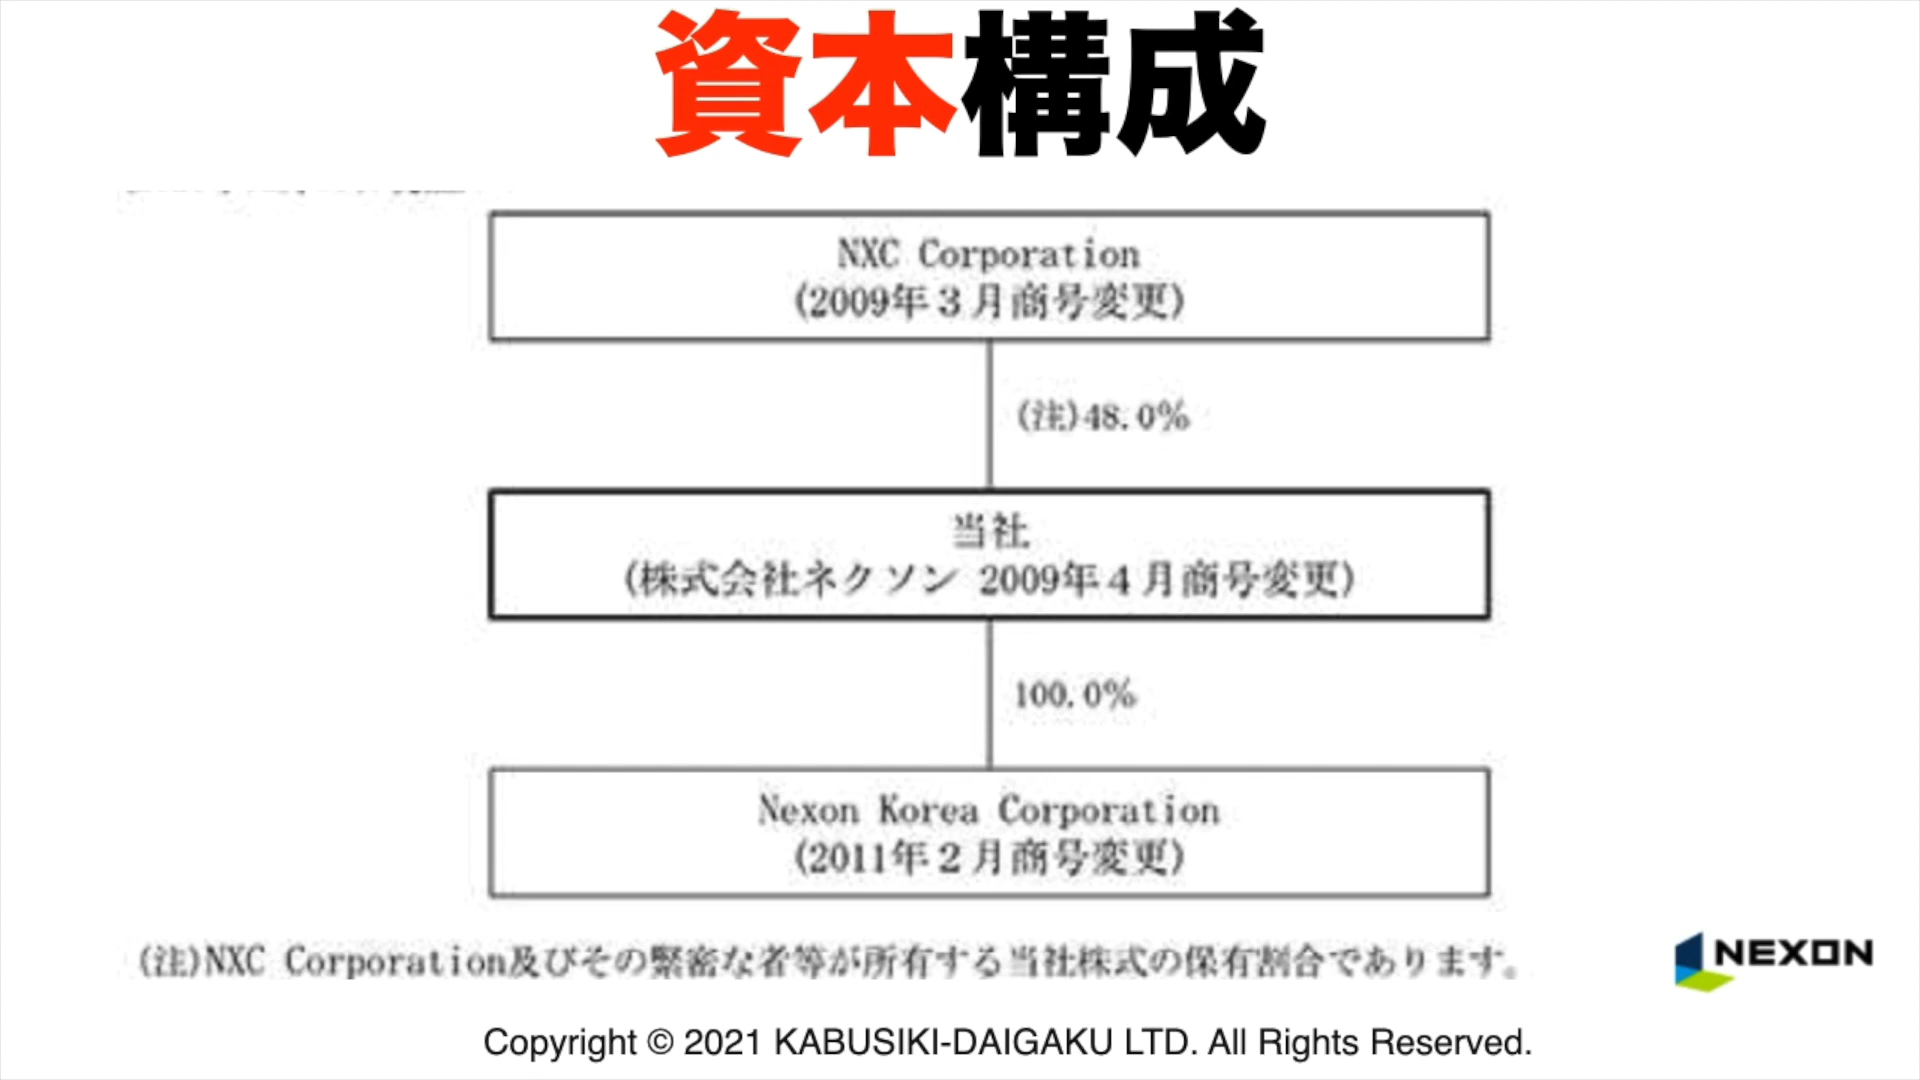 資本構成
NXC Corporation
(2009年3月商号変更)
(注)48.0%
当社
(株式会社ネクソン 2009年4月商号変更)
100.0%
Nexon Korea Corporation
(2011年2月商号変更)
(注)NXC Corporation及びその緊密な者等が所有する当社株式の保有割合であります。
NEXON
Copyright © 2021 KABUSIKI-DAIGAKU LTD. All Rights Reserved.